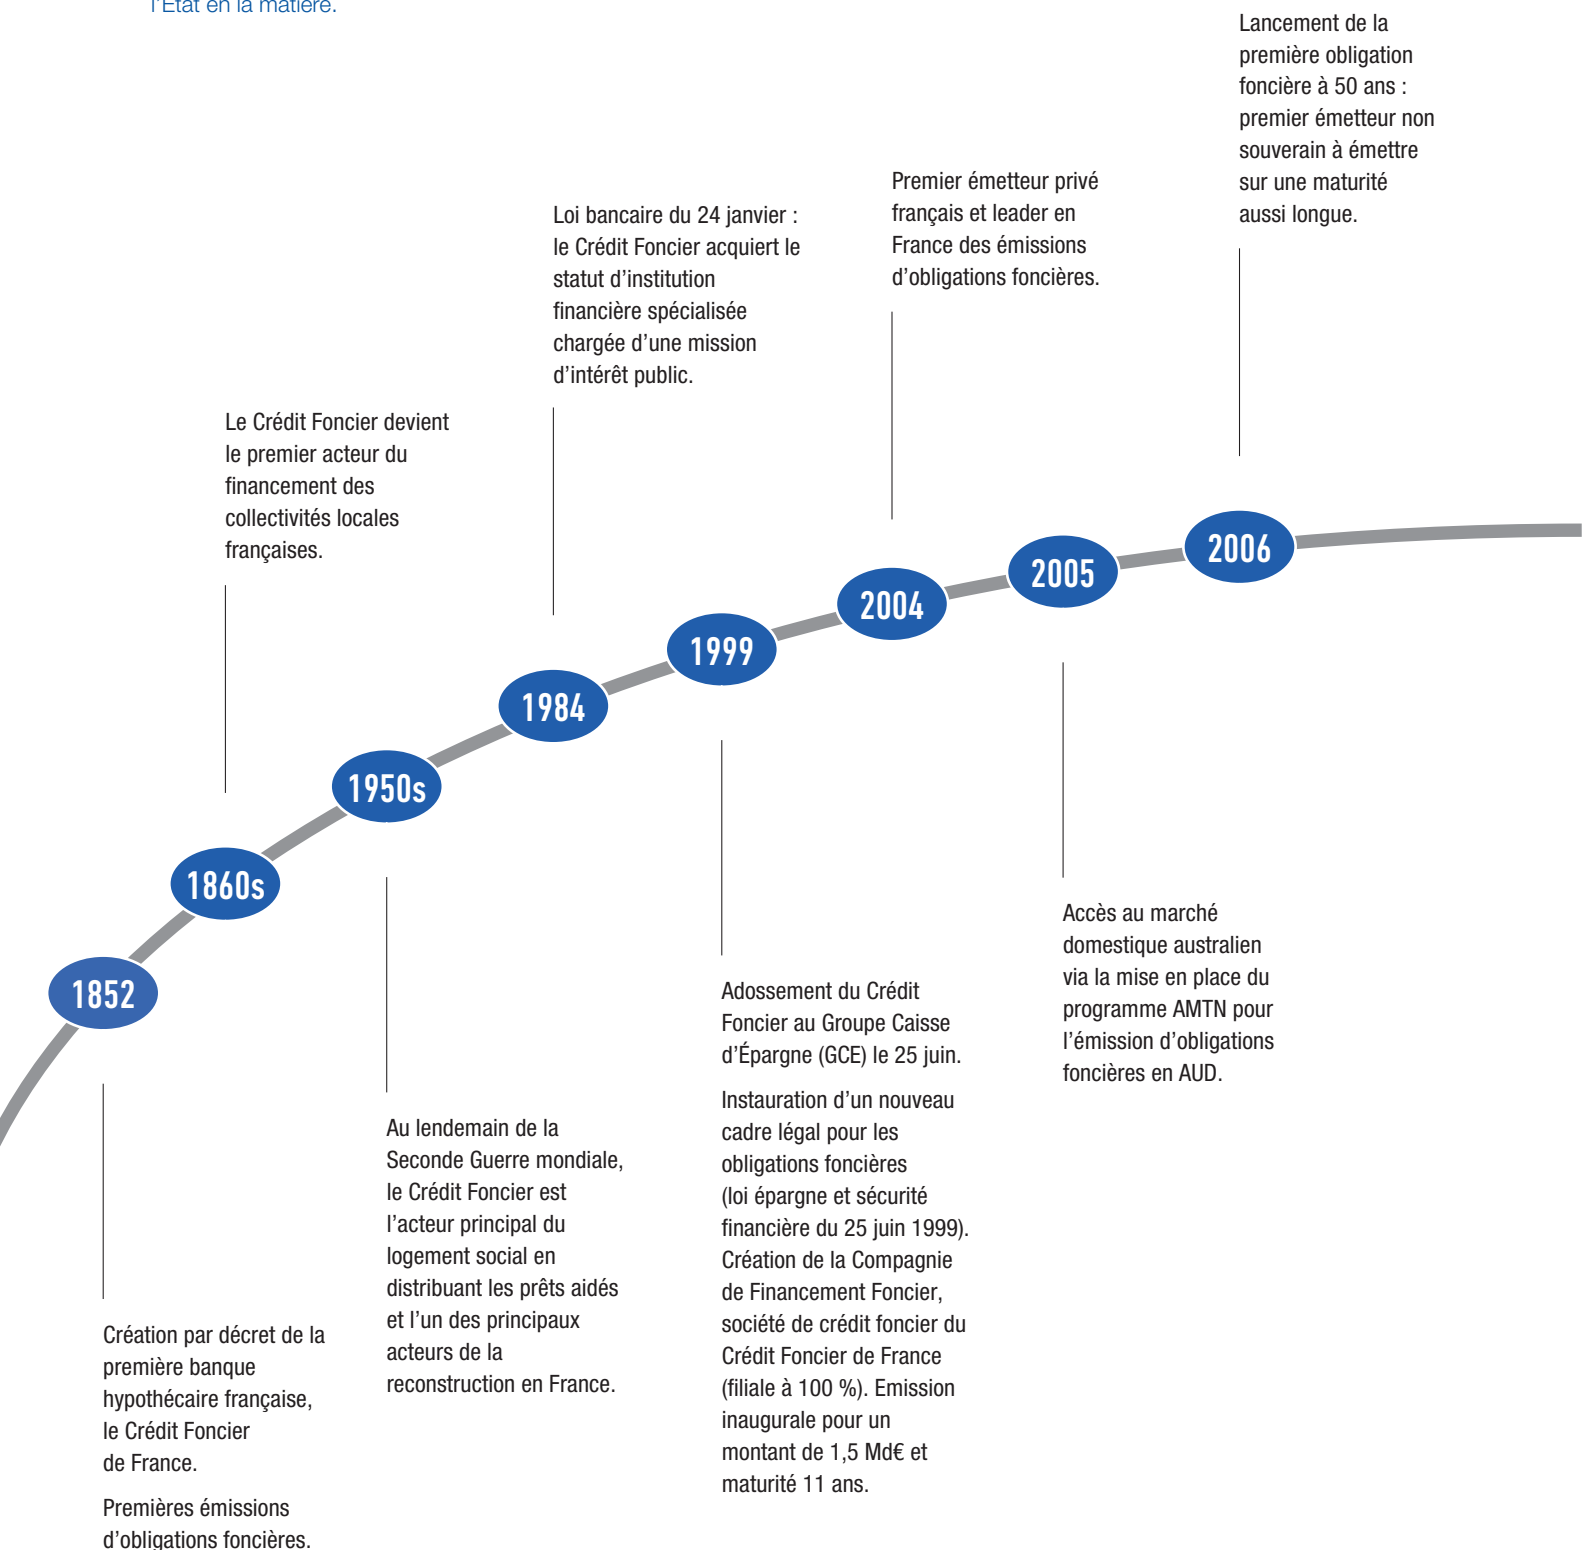 l'État en la matière.
Lancement de la
première obligation
foncière à 50 ans :
premier émetteur non
souverain à émettre
sur une maturité
aussi longue.
Premier émetteur privé
français et leader en
France des émissions
d'obligations foncières.
Loi bancaire du 24 janvier :
le Crédit Foncier acquiert le
statut d'institution
financière spécialisée
chargée d'une mission
d'intérêt public.
Le Crédit Foncier devient
le premier acteur du
financement des
collectivités locales
françaises.
2006
2005
2004
1999
1984
1950s
1860s
1852
Accès au marché
domestique australien
via la mise en place du
programme AMTN pour
l'émission d'obligations
foncières en AUD.
Adossement du Crédit
Foncier au Groupe Caisse
d'Épargne (GCE) le 25 juin.
Instauration d'un nouveau
cadre légal pour les
obligations foncières
(loi épargne et sécurité
financière du 25 juin 1999).
Création de la Compagnie
de Financement Foncier,
société de crédit foncier du
Crédit Foncier de France
(filiale à 100 %). Emission
inaugurale pour un
montant de 1,5 Md€ et
maturité 11 ans.
Au lendemain de la
Seconde Guerre mondiale,
le Crédit Foncier est
l'acteur principal du
logement social en
distribuant les prêts aidés
et l'un des principaux
acteurs de la
reconstruction en France.
Création par décret de la
première banque
hypothécaire française,
le Crédit Foncier
de France.
Premières émissions
d'obligations foncières.